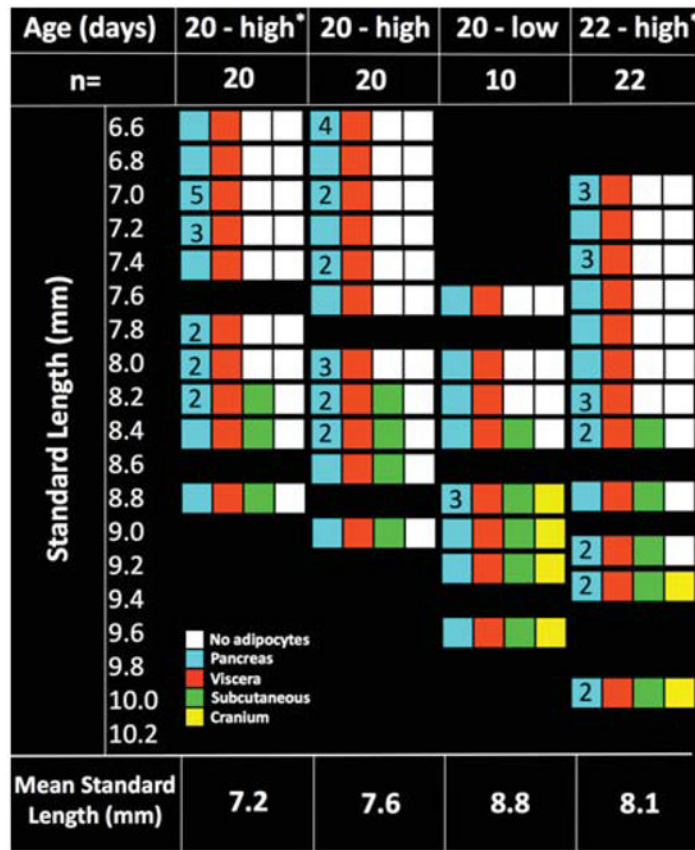 Age (days) 20 - high* 20 - high 20 - low 22 - high
n= 20 20 10 22
Standard Length (mm)
6.6 4
6.8
7.0 5 2 3
7.2 3
7.4 2 3
7.6
7.8 2
8.0 2 3
8.2 2 2 3
8.4 2 2
8.6
8.8 3
9.0 2
9.2 2
9.4
9.6
9.8
10.0 2
10.2
No adipocytes
Pancreas
Viscera
Subcutaneous
Cranium
Mean Standard
Length (mm)
7.2 7.6 8.8 8.1